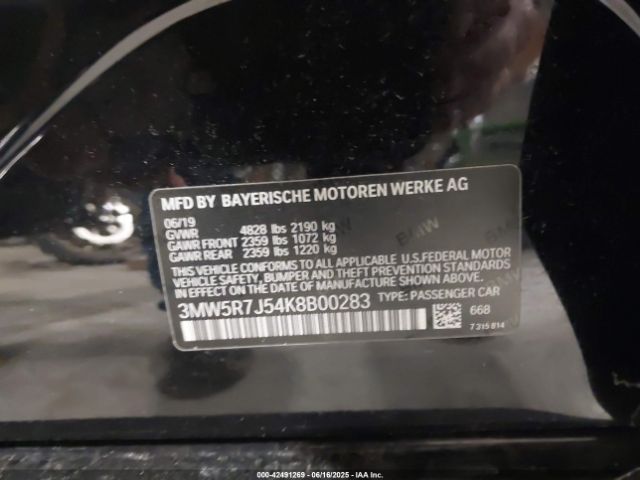 MFD BY BAYERISCHE MOTOREN WERKE AG
06/19
GVWR 4828 lbs 2190 kg
GAWR FRONT 2359 lbs 1072 kg
GAWR REAR 2359 lbs 1220 kg
THIS VEHICLE CONFORMS TO ALL APPLICABLE U.S.FEDERAL MOTOR
VEHICLE SAFETY, BUMPER AND THEFT PREVENTION STANDARDS
IN EFFECT ON THE DATE OF MANUFACTURE SHOWN ABOVE.
3MW5R7J54K8B00283 TYPE: PASSENGER CAR
668
7 315 814
BMW
BMW
000-42491269 - 06/16/2025 - IAA Inc.